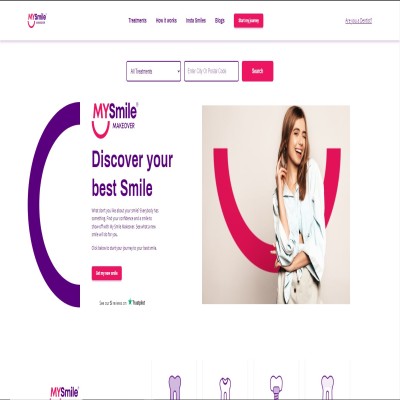 MYSmile®
MAKEOVER
Treatments
How it works
Insta Smiles
Blogs
Start my journey
Are you a Dentist?
All Treatments
Enter City Or Postal Code
Search
MYSmile®
MAKEOVER
Discover your
best Smile
What don't you like about your smile? Everybody has
something. Find your confidence and a smile to
show off with My Smile Makeover. See what a new
smile will do for you.
Click below to start your journey to your best smile.
Get my new smile
See our 51 reviews on ★ Trustpilot
MYSmile®